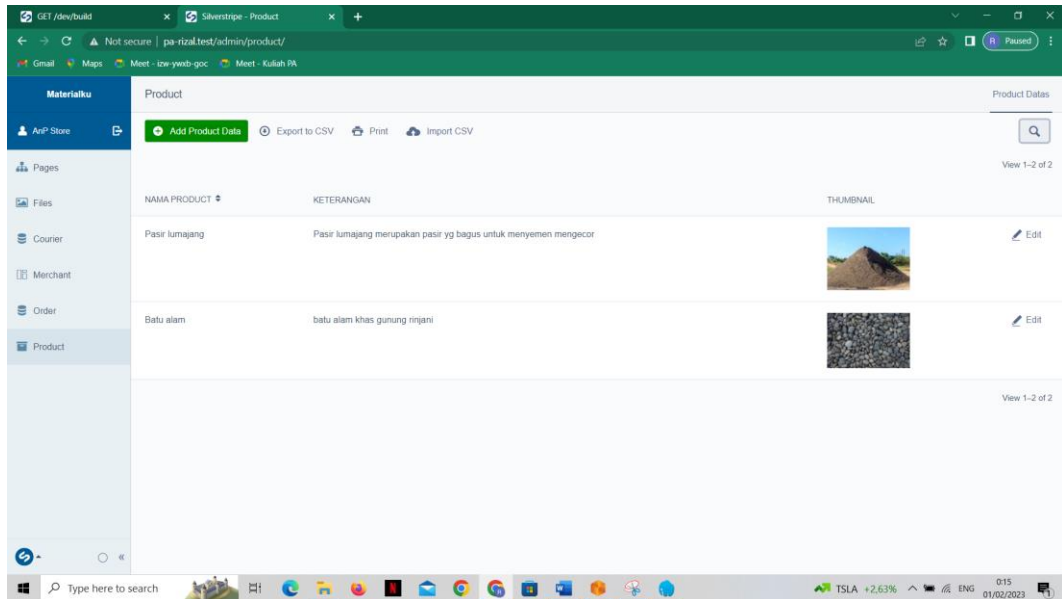 GET /dev/build
Silverstripe - Product
Not secure | pa-rizal.test/admin/product/
R Paused
Gmail Maps Meet - izw-ywxb-goc Meet - Kuliah PA
Materialku
Product
Product Datas
AnP Store
Add Product Data
Export to CSV
Print
Import CSV
Pages
View 1–2 of 2
Files
NAMA PRODUCT
KETERANGAN
THUMBNAIL
Courier
Pasir lumajang
Pasir lumajang merupakan pasir yg bagus untuk menyemen mengecor
Edit
Merchant
Order
Batu alam
batu alam khas gunung rinjani
Edit
Product
View 1–2 of 2
Type here to search
TSLA +2,63%
ENG
0:15
01/02/2023